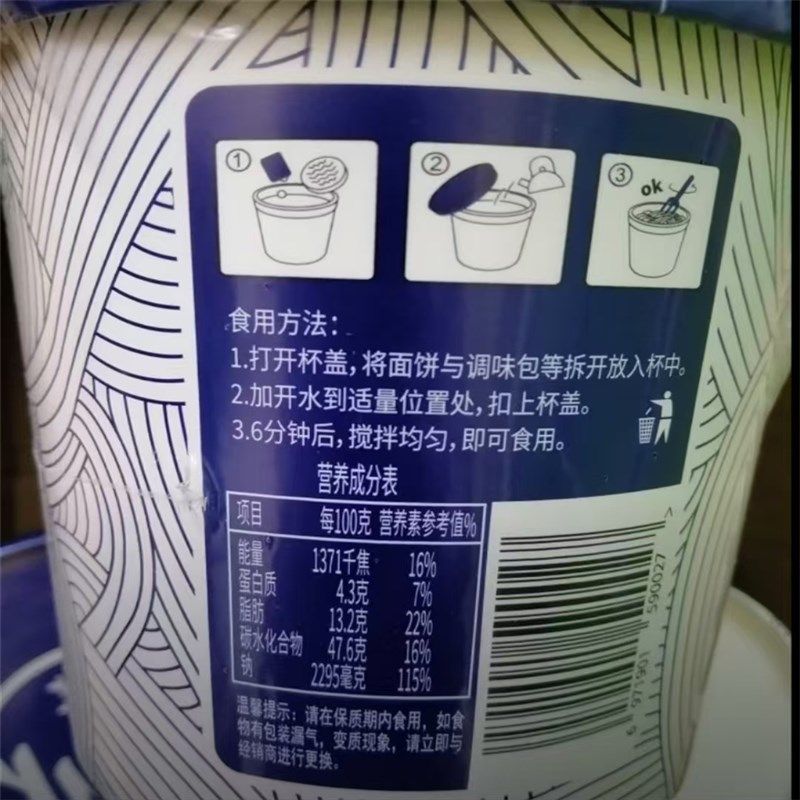 ① ② ③ ok
食用方法：
1.打开杯盖，将面饼与调味包等拆开放入杯中。
2.加开水到适量位置处，扣上杯盖。
3.6分钟后，搅拌均匀，即可食用。
营养成分表
项目 每100克 营养素参考值%
能量 1371千焦 16%
蛋白质 4.3克 7%
脂肪 13.2克 22%
碳水化合物 47.6克 16%
钠 2295毫克 115%
温馨提示：请在保质期内食用，如食
物有包装漏气，变质现象，请立即与
经销商进行更换。
6 971901 590027 >